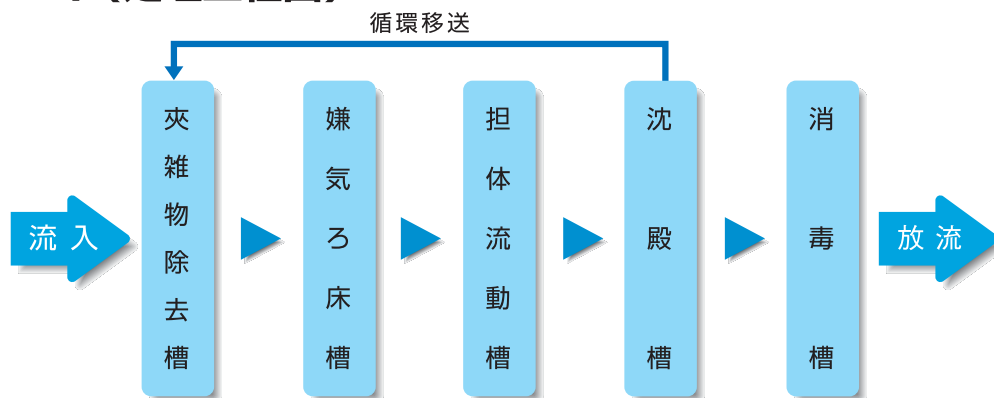 循環移送
流入
夾雑物除去槽
嫌気ろ床槽
担体流動槽
沈殿槽
消毒槽
放流